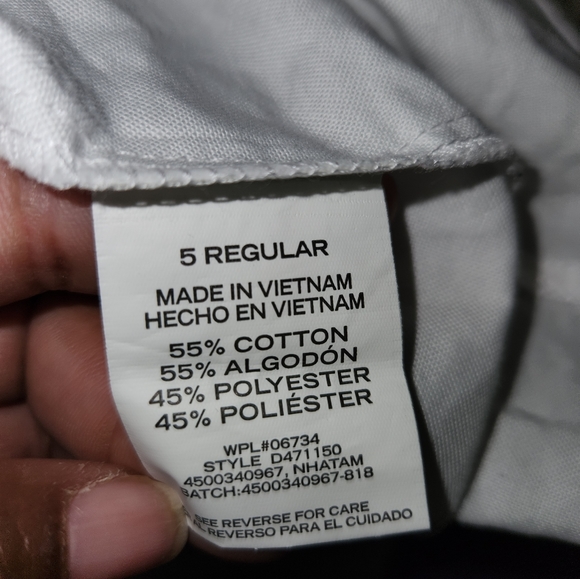 5 REGULAR
MADE IN VIETNAM
HECHO EN VIETNAM
55% COTTON
55% ALGODÓN
45% POLYESTER
45% POLIÉSTER
WPL#06734
STYLE D471150
4500340967, NHATAM
BATCH:4500340967-818
SEE REVERSE FOR CARE
AL REVERSO PARA EL CUIDADO